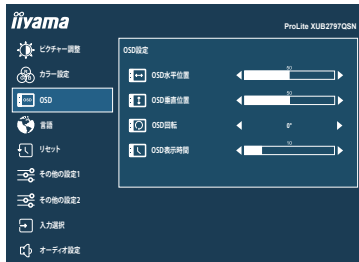 iiyama
ProLite XUB2797QSN
ピクチャー調整
カラー設定
OSD
OSD
言語
リセット
その他の設定1
その他の設定2
入力選択
オーディオ設定
OSD設定
OSD水平位置
50
OSD垂直位置
50
OSD回転
0°
OSD表示時間
10